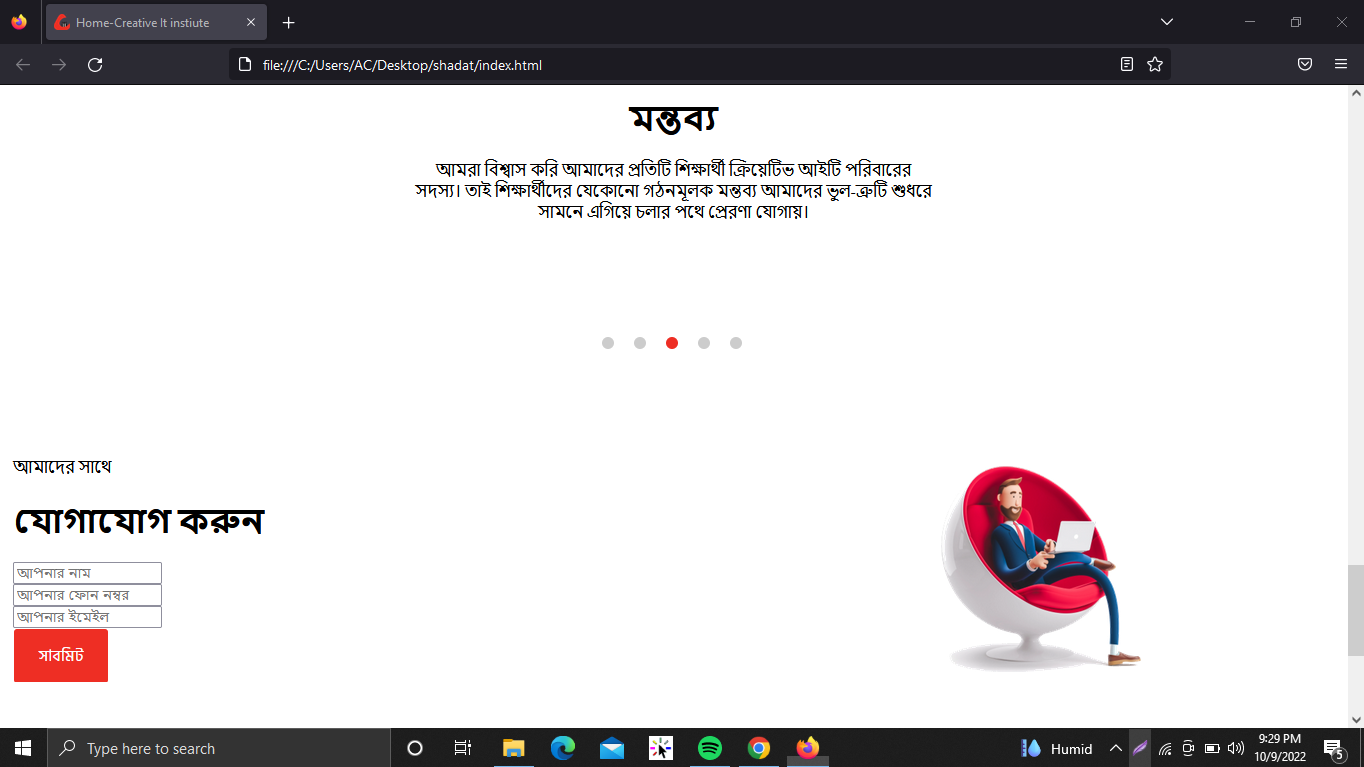 Home-Creative It instiute
file:///C:/Users/AC/Desktop/shadat/index.html
মন্তব্য
আমরা বিশ্বাস করি আমাদের প্রতিটি শিক্ষার্থী ক্রিয়েটিভ আইটি পরিবারের
সদস্য। তাই শিক্ষার্থীদের যেকোনো গঠনমূলক মন্তব্য আমাদের ভুল-ত্রুটি শুধরে
সামনে এগিয়ে চলার পথে প্রেরণা যোগায়।
আমাদের সাথে
যোগাযোগ করুন
আপনার নাম
আপনার ফোন নম্বর
আপনার ইমেইল
সাবমিট
Type here to search
Humid
9:29 PM
10/9/2022
5